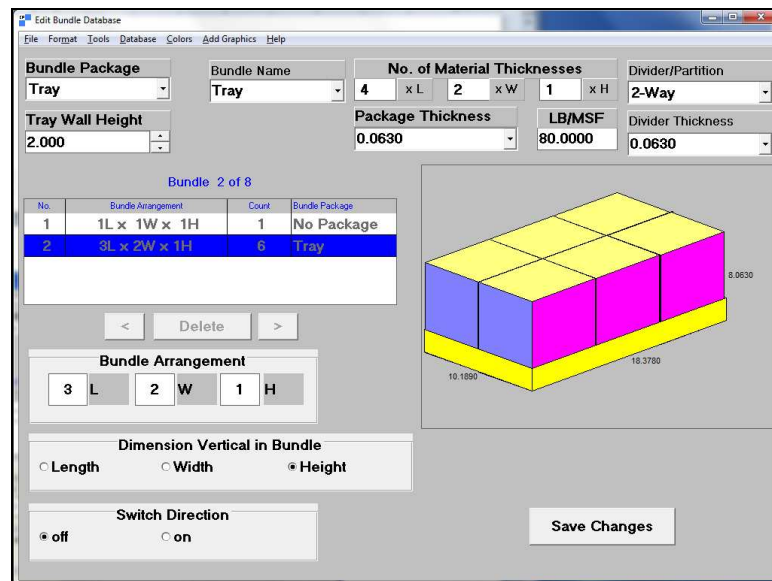 Edit Bundle Database
File Format Tools Database Colors Add Graphics Help
Bundle Package
Tray
Bundle Name
Tray
No. of Material Thicknesses
4 x L 2 x W 1 x H
Divider/Partition
2-Way
Tray Wall Height
2.000
Package Thickness
0.0630
LB/MSF
80.0000
Divider Thickness
0.0630
Bundle 2 of 8
No. Bundle Arrangement Count Bundle Package
1 1L x 1W x 1H 1 No Package
2 3L x 2W x 1H 6 Tray
8.0630
18.3780
10.1890
< Delete >
Bundle Arrangement
3 L 2 W 1 H
Dimension Vertical in Bundle
Length Width Height
Switch Direction
off on
Save Changes